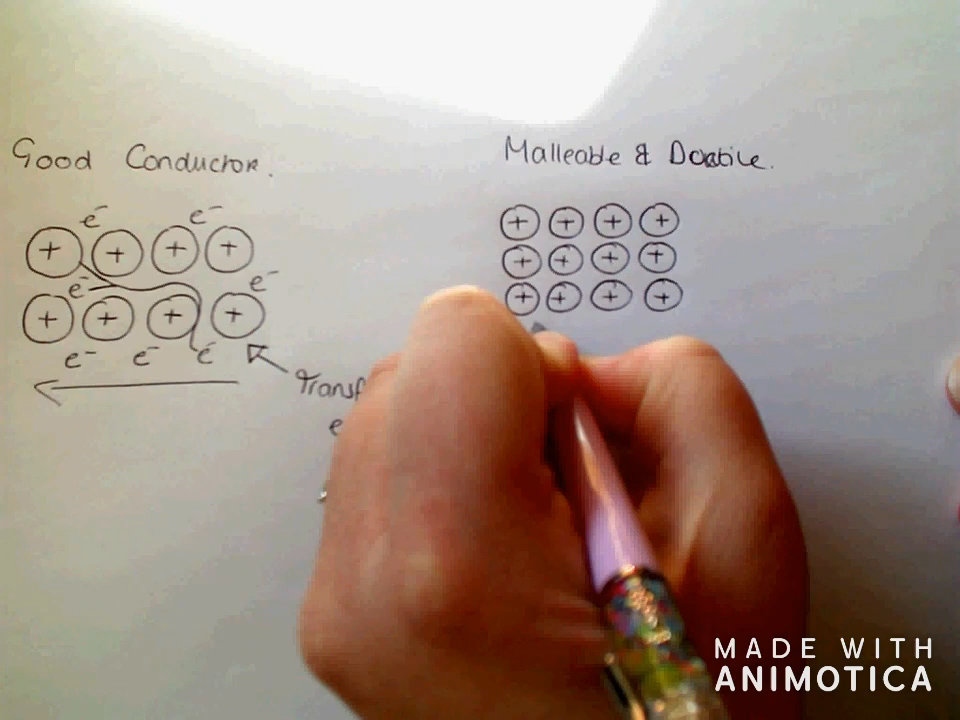 Good Conductor.
e⁻ e⁻
+ + + +
e⁻ e⁻
+ + + +
e⁻ e⁻ e⁻
e
Malleable & Ductile.
+ + + +
+ + + +
+ + + +
MADE WITH
ANIMOTICA